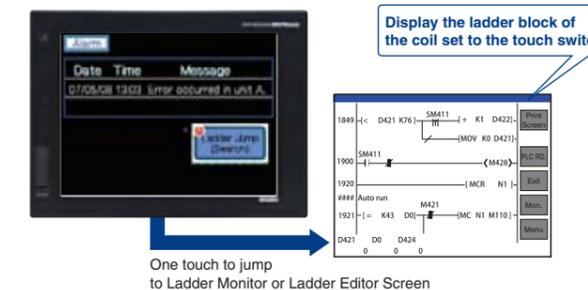 Display the ladder block of
the coil set to the touch switc
Alarm
Date Time Message
07/05/08 13:03 Error occurred in unit A.
Ladder Jump
(Search)
1849 –[< D421 K76]– SM411 –[+ K1 D422]–
–[MOV K0 D421]–
Print
Screen
SM411
1900 –(M428)–
PLC RD.
1920 –[MCR N1]–
Exit
#### Auto run
M421
1921 –[= K43 D0]– –[MC N1 M110]–
Mon.
Menu
D421 D0 D424
0 0 0
One touch to jump
to Ladder Monitor or Ladder Editor Screen